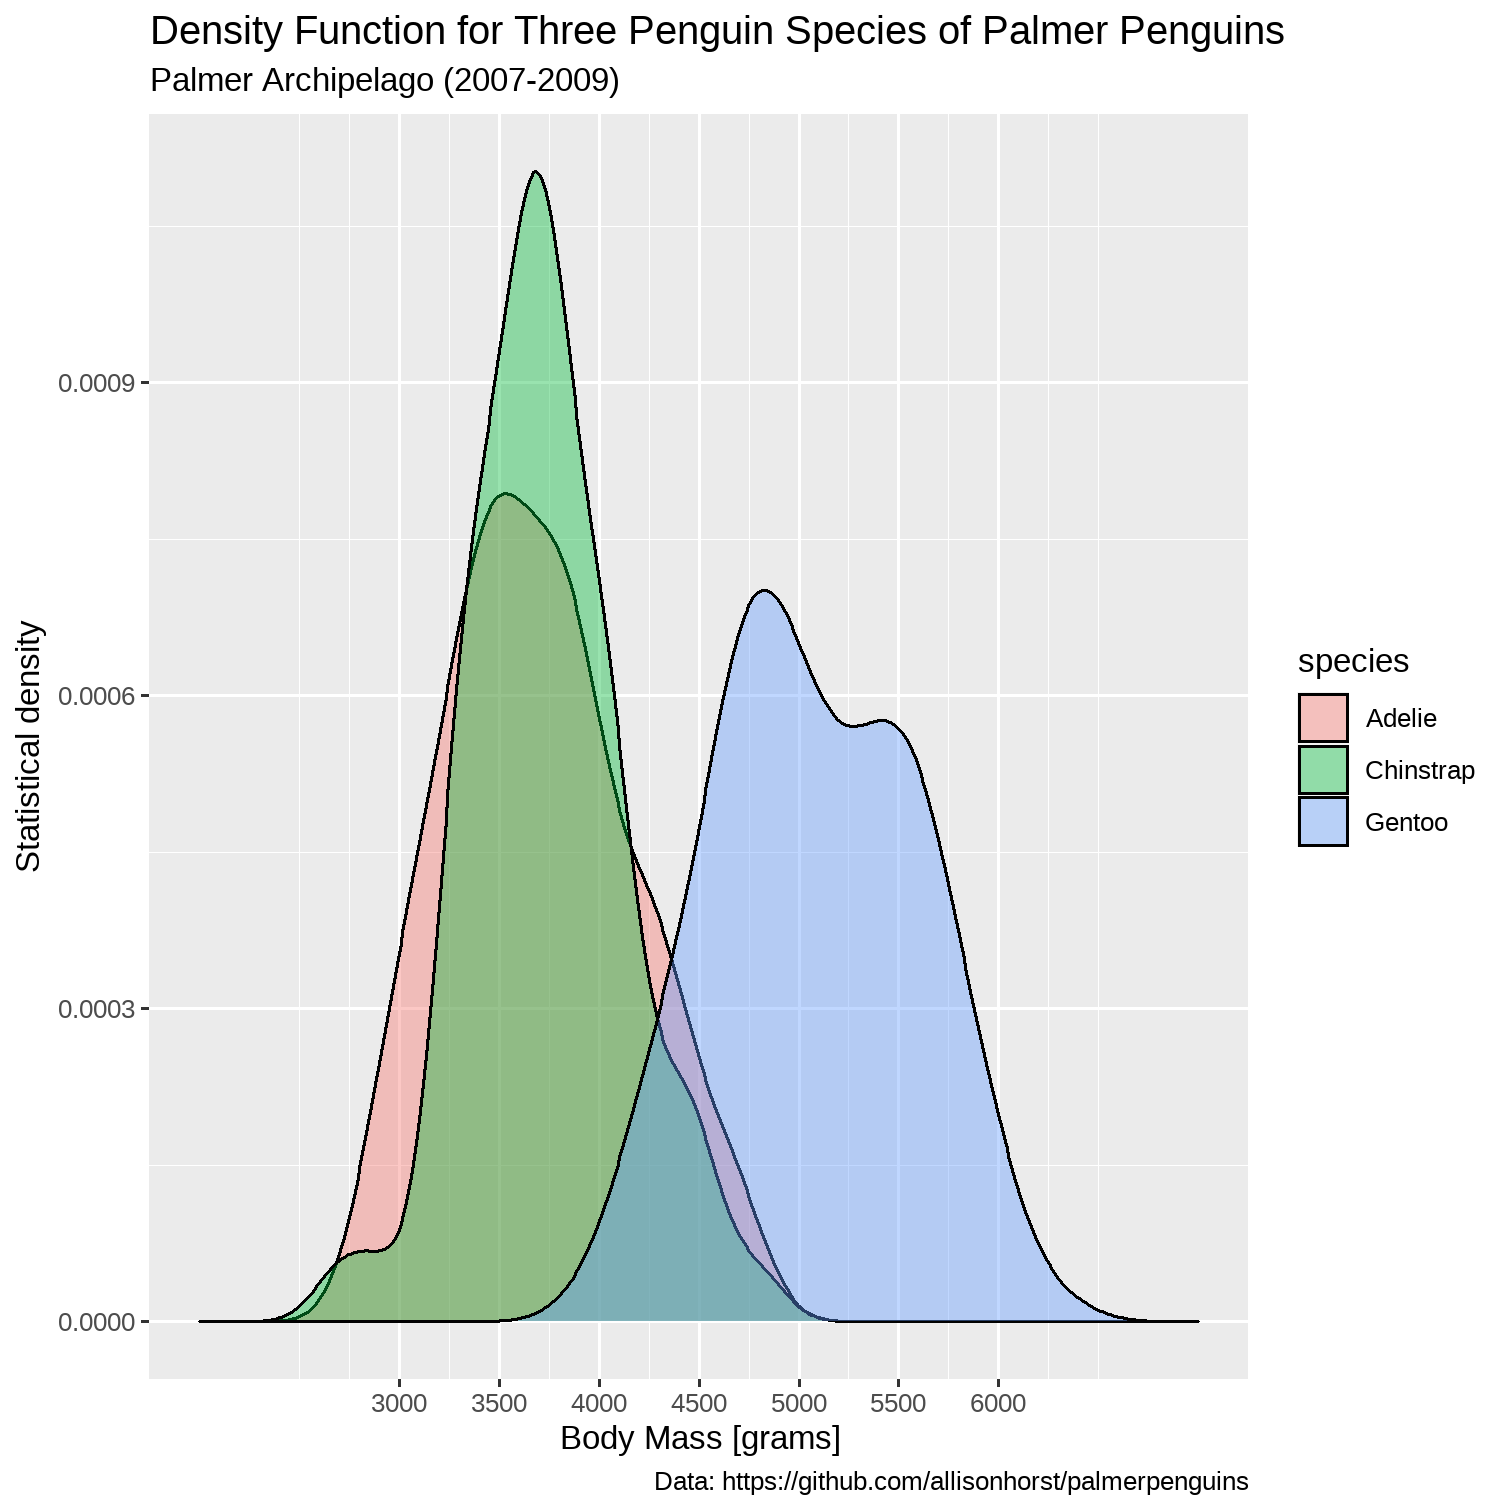 Density Function for Three Penguin Species of Palmer Penguins
Palmer Archipelago (2007-2009)
Statistical density
0.0009
0.0006
0.0003
0.0000
species
Adelie
Chinstrap
Gentoo
3000 3500 4000 4500 5000 5500 6000
Body Mass [grams]
Data: https://github.com/allisonhorst/palmerpenguins